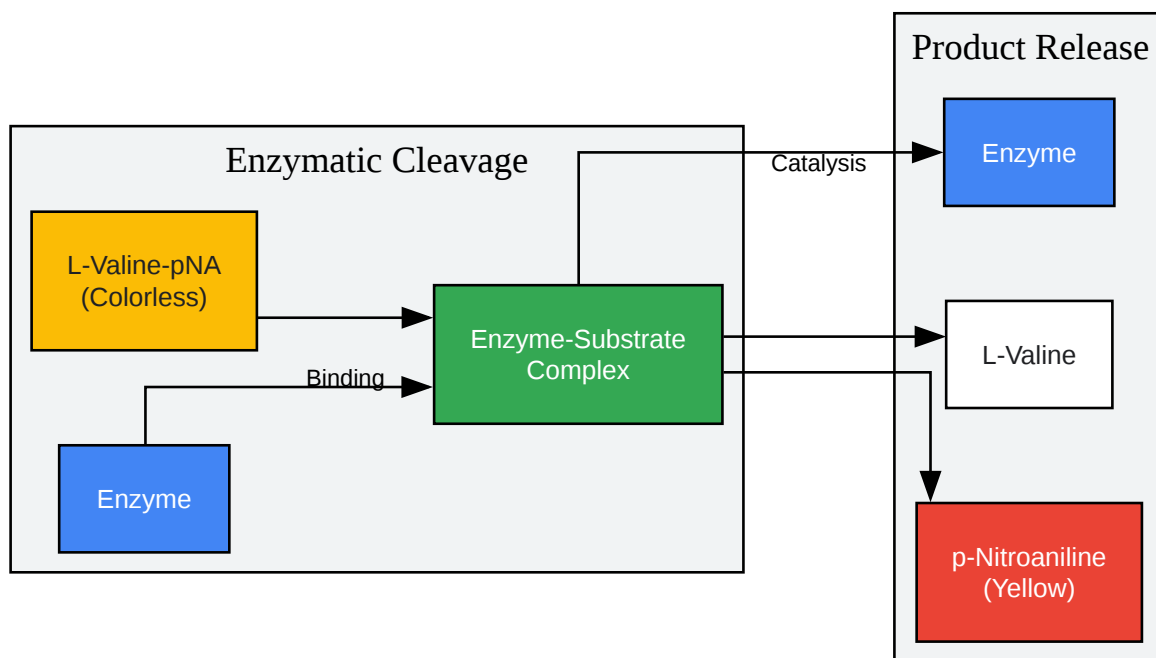 Product Release
Enzymatic Cleavage
Enzyme
Catalysis
L-Valine-pNA
(Colorless)
Enzyme-Substrate
Complex
L-Valine
Binding
Enzyme
p-Nitroaniline
(Yellow)